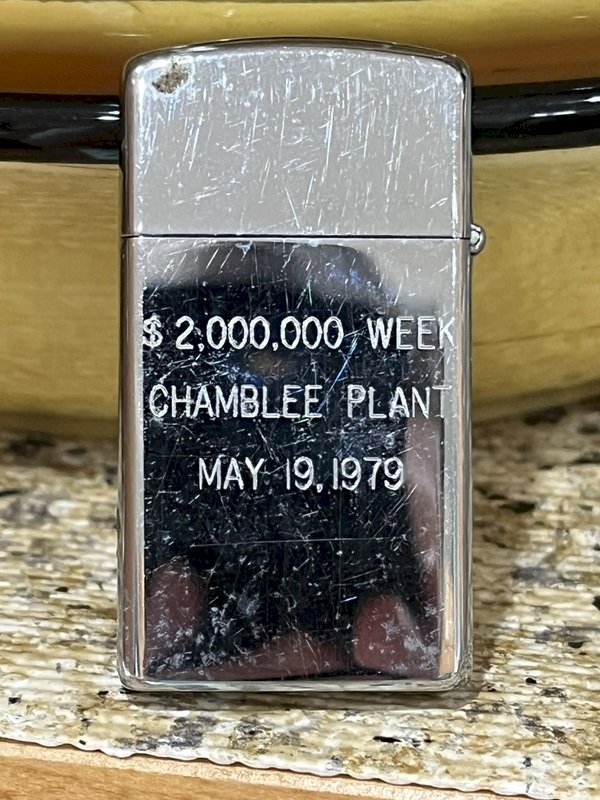 $ 2,000,000 WEEK
CHAMBLEE PLANT
MAY 19, 1979